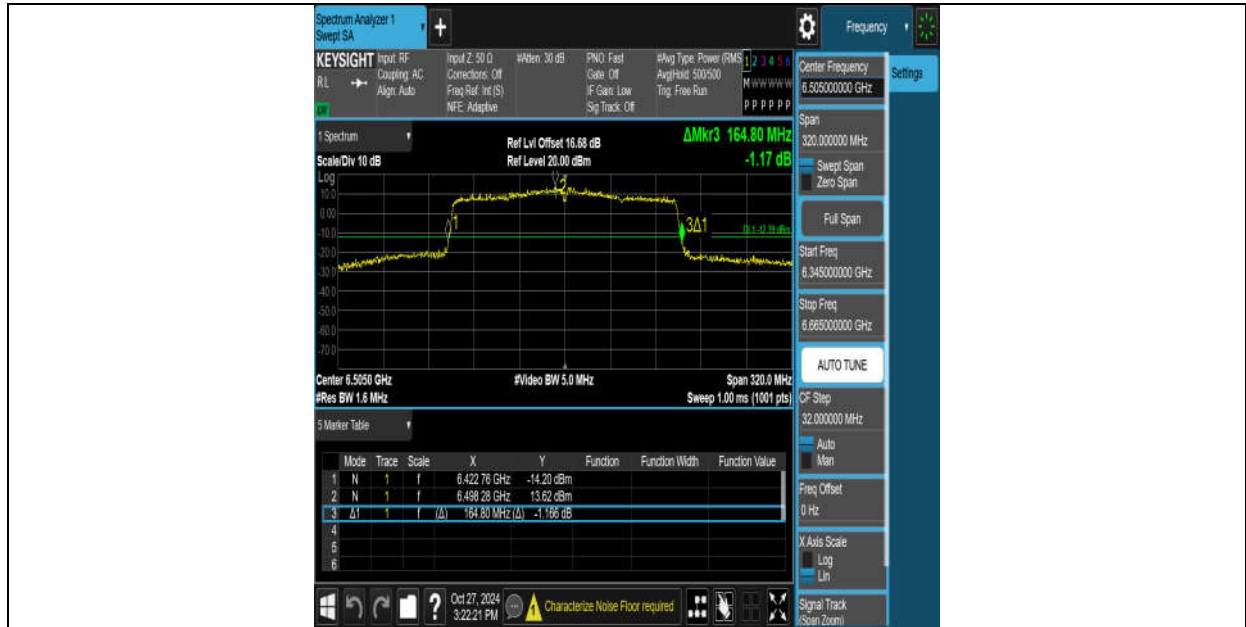 Spectrum Analyzer 1
Swept SA
+
Frequency
KEYSIGHT
RL
Input: RF
Coupling: AC
Align: Auto
Input Z: 50 Ω
Corrections: Off
Freq Ref: Int (S)
NFE: Adaptive
#Atten: 30 dB
PNO: Fast
Gate: Off
IF Gain: Low
Sig Track: Off
#Avg Type: Power (RMS
Avg|Hold: 500/500
Trig: Free Run
1 2 3 4 5 6
M W W W W W
P P P P P P
Center Frequency
6.505000000 GHz
Settings
Span
320.000000 MHz
Swept Span
Zero Span
Full Span
Start Freq
6.345000000 GHz
Stop Freq
6.665000000 GHz
AUTO TUNE
CF Step
32.000000 MHz
Auto
Man
Freq Offset
0 Hz
X Axis Scale
Log
Lin
Signal Track
(Span Zoom)
1 Spectrum
Scale/Div 10 dB
Ref Lvl Offset 16.68 dB
Ref Level 20.00 dBm
ΔMkr3 164.80 MHz
-1.17 dB
Log
10.0
0.00
-10.0
-20.0
-30.0
-40.0
-50.0
-60.0
-70.0
1
2
3Δ1
Center 6.5050 GHz
#Res BW 1.6 MHz
#Video BW 5.0 MHz
Span 320.0 MHz
Sweep 1.00 ms (1001 pts)
5 Marker Table
Mode Trace Scale X Y Function Function Width Function Value
1 N 1 f 6.422 76 GHz -14.20 dBm
2 N 1 f 6.498 28 GHz 13.62 dBm
3 Δ1 1 f (Δ) 164.80 MHz (Δ) -1.166 dB
4
5
6
?
Oct 27, 2024
3:22:21 PM
Characterize Noise Floor required